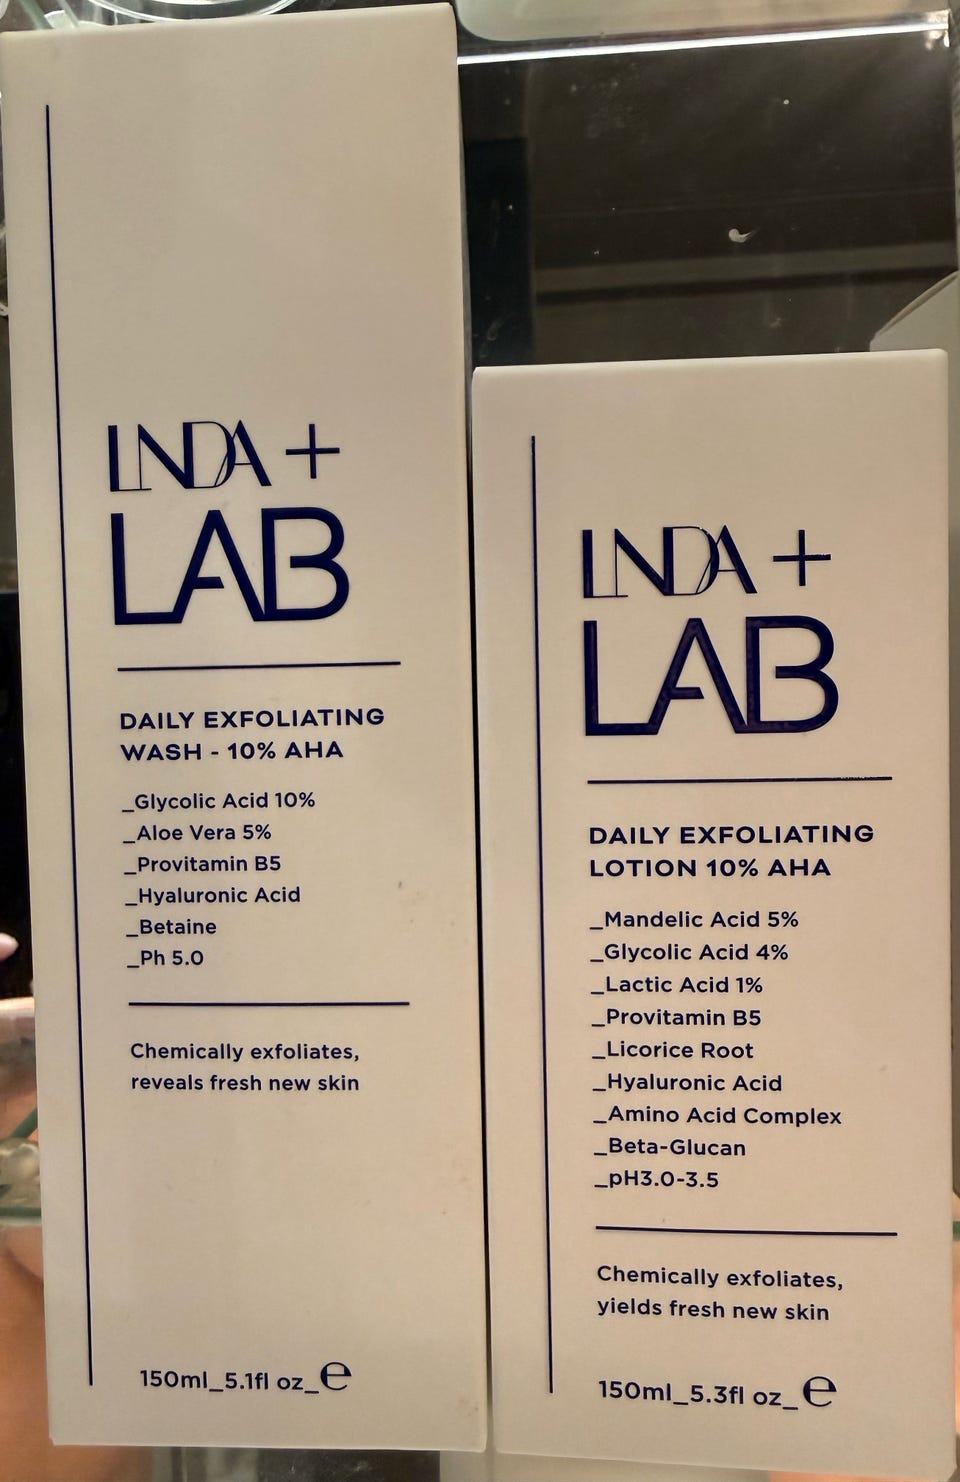 LINDA +
LAB
DAILY EXFOLIATING
WASH - 10% AHA
_Glycolic Acid 10%
_Aloe Vera 5%
_Provitamin B5
_Hyaluronic Acid
_Betaine
_Ph 5.0
Chemically exfoliates,
reveals fresh new skin
150ml_5.1fl oz_e
LINDA +
LAB
DAILY EXFOLIATING
LOTION 10% AHA
_Mandelic Acid 5%
_Glycolic Acid 4%
_Lactic Acid 1%
_Provitamin B5
_Licorice Root
_Hyaluronic Acid
_Amino Acid Complex
_Beta-Glucan
_pH3.0-3.5
Chemically exfoliates,
yields fresh new skin
150ml_5.3fl oz_e